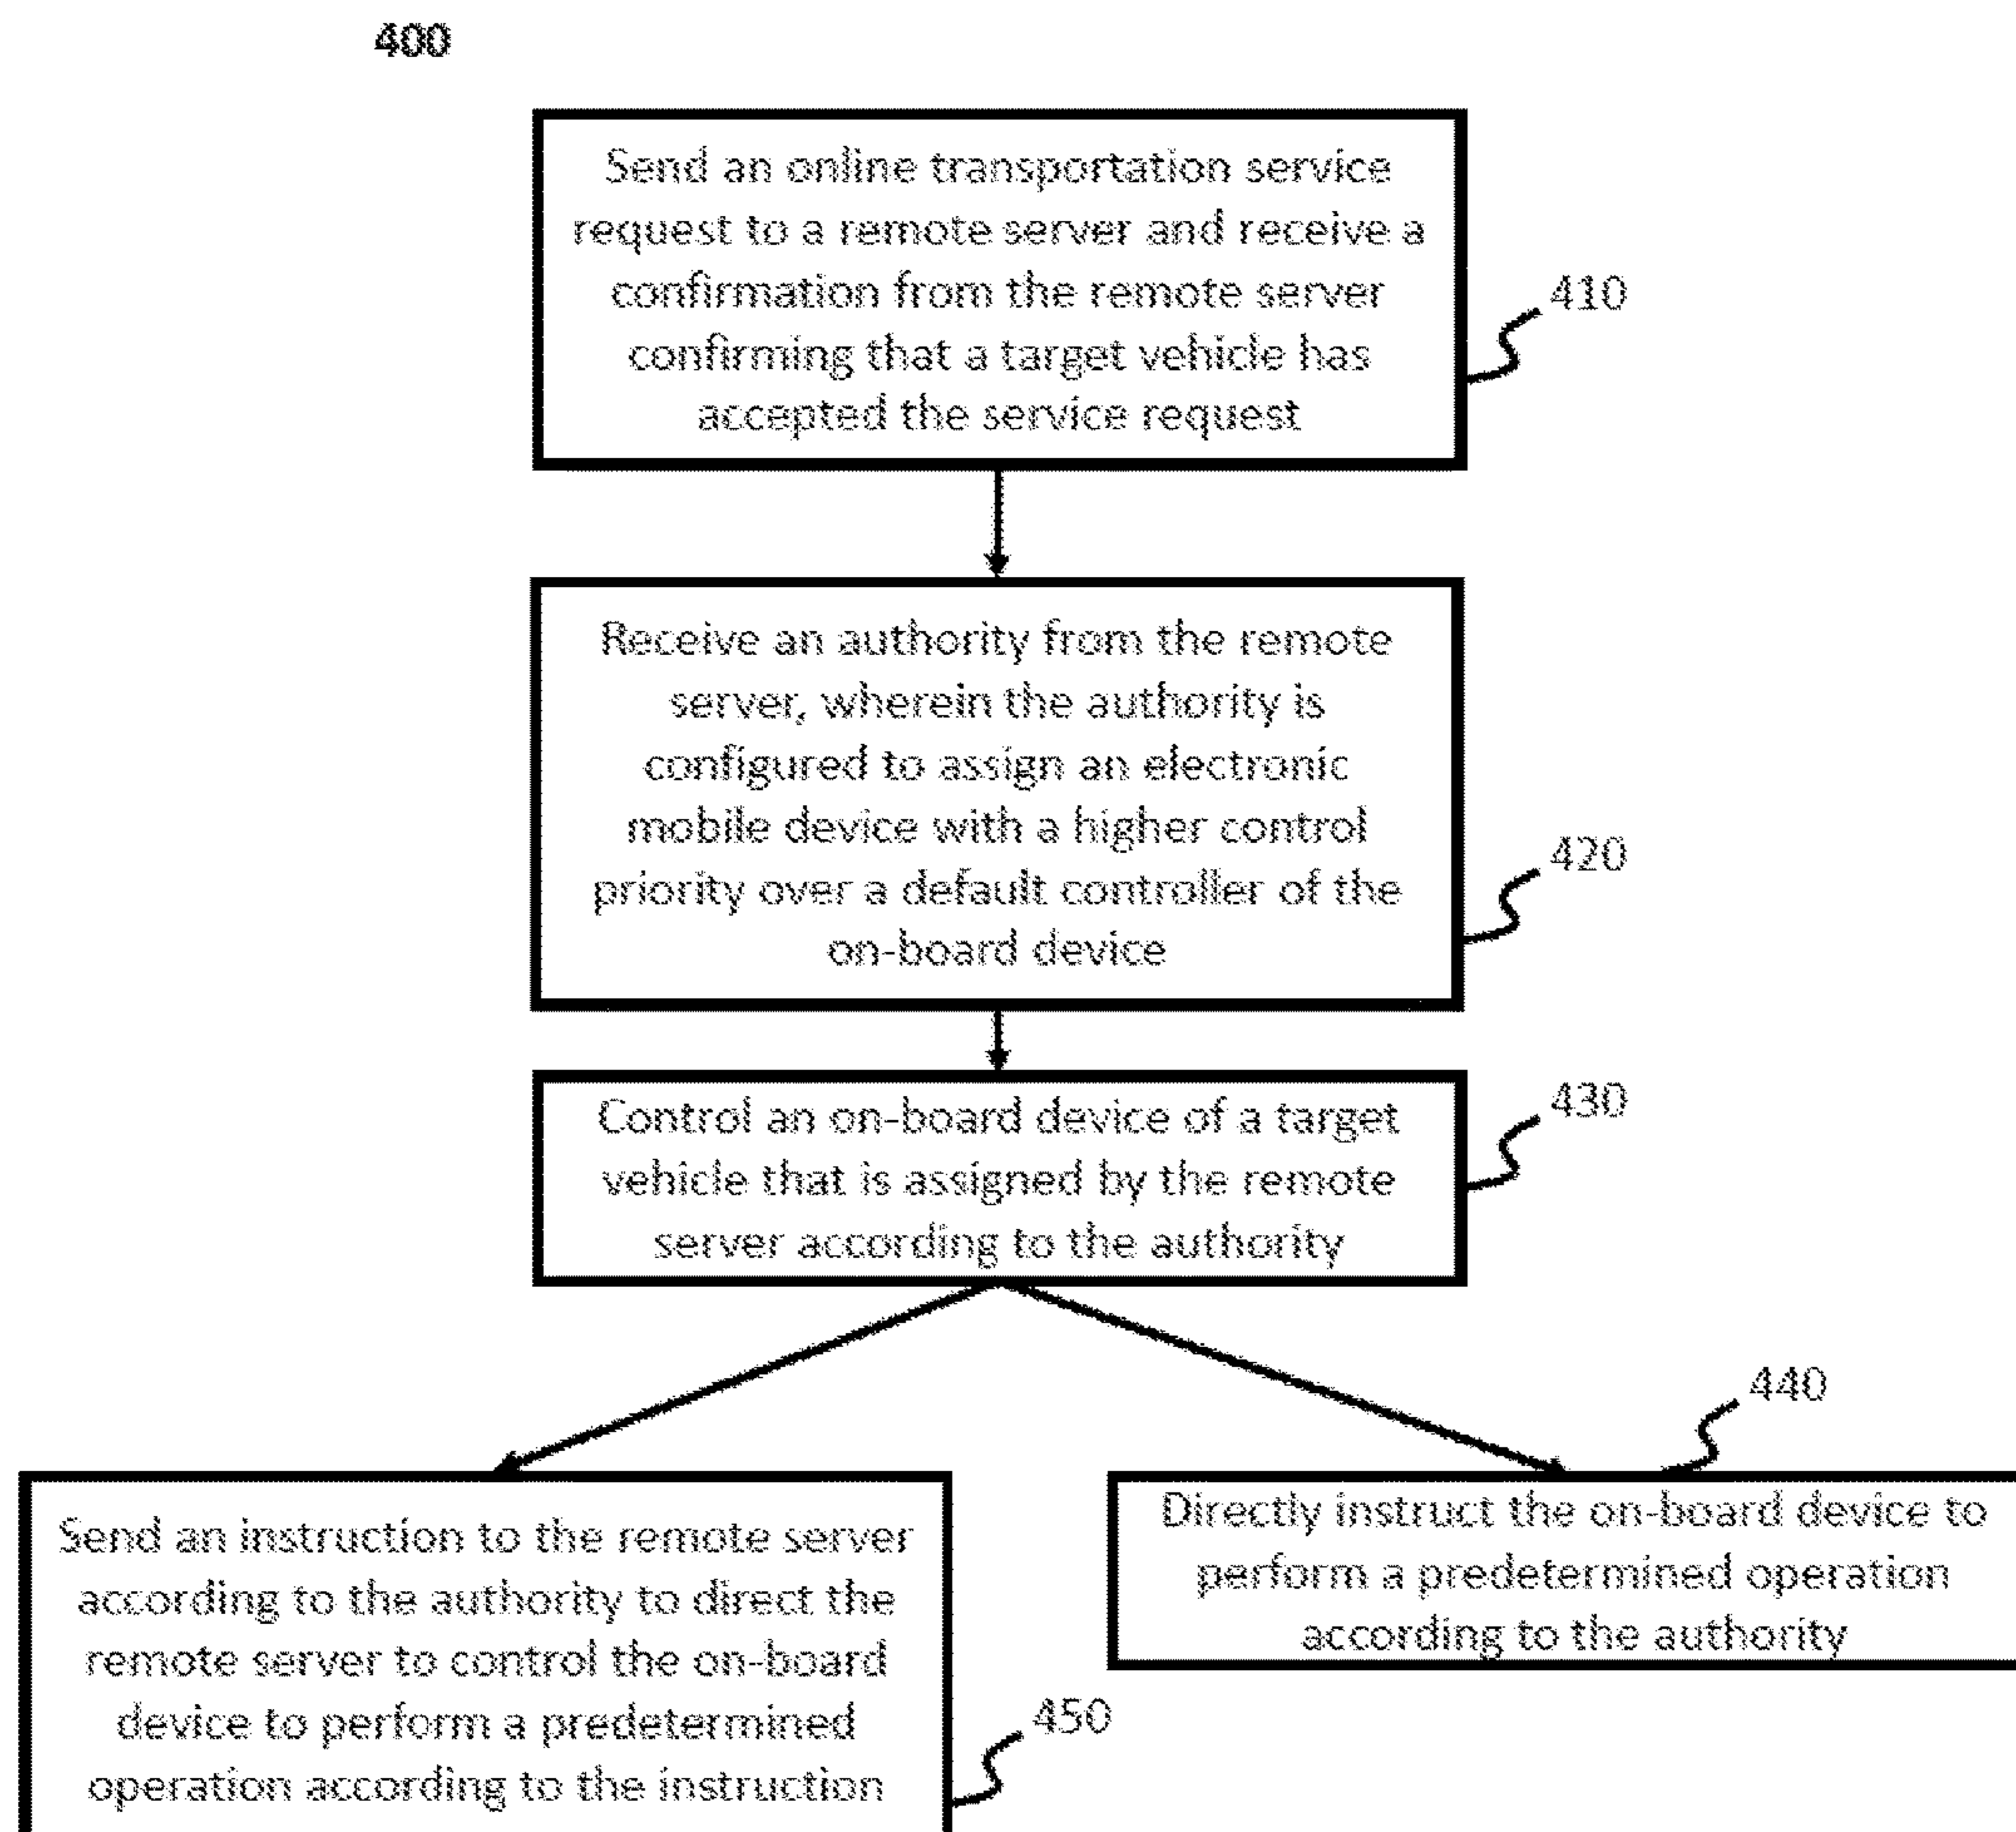 400
Send an online transportation service
request to a remote server and receive a
confirmation from the remote server
confirming that a target vehicle has
accepted the service request
410
Receive an authority from the remote
server, wherein the authority is
configured to assign an electronic
mobile device with a higher control
priority over a default controller of the
on-board device
420
Control an on-board device of a target
vehicle that is assigned by the remote
server according to the authority
430
440
Directly instruct the on-board device to
perform a predetermined operation
according to the authority
Send an instruction to the remote server
according to the authority to direct the
remote server to control the on-board
device to perform a predetermined
operation according to the instruction
450